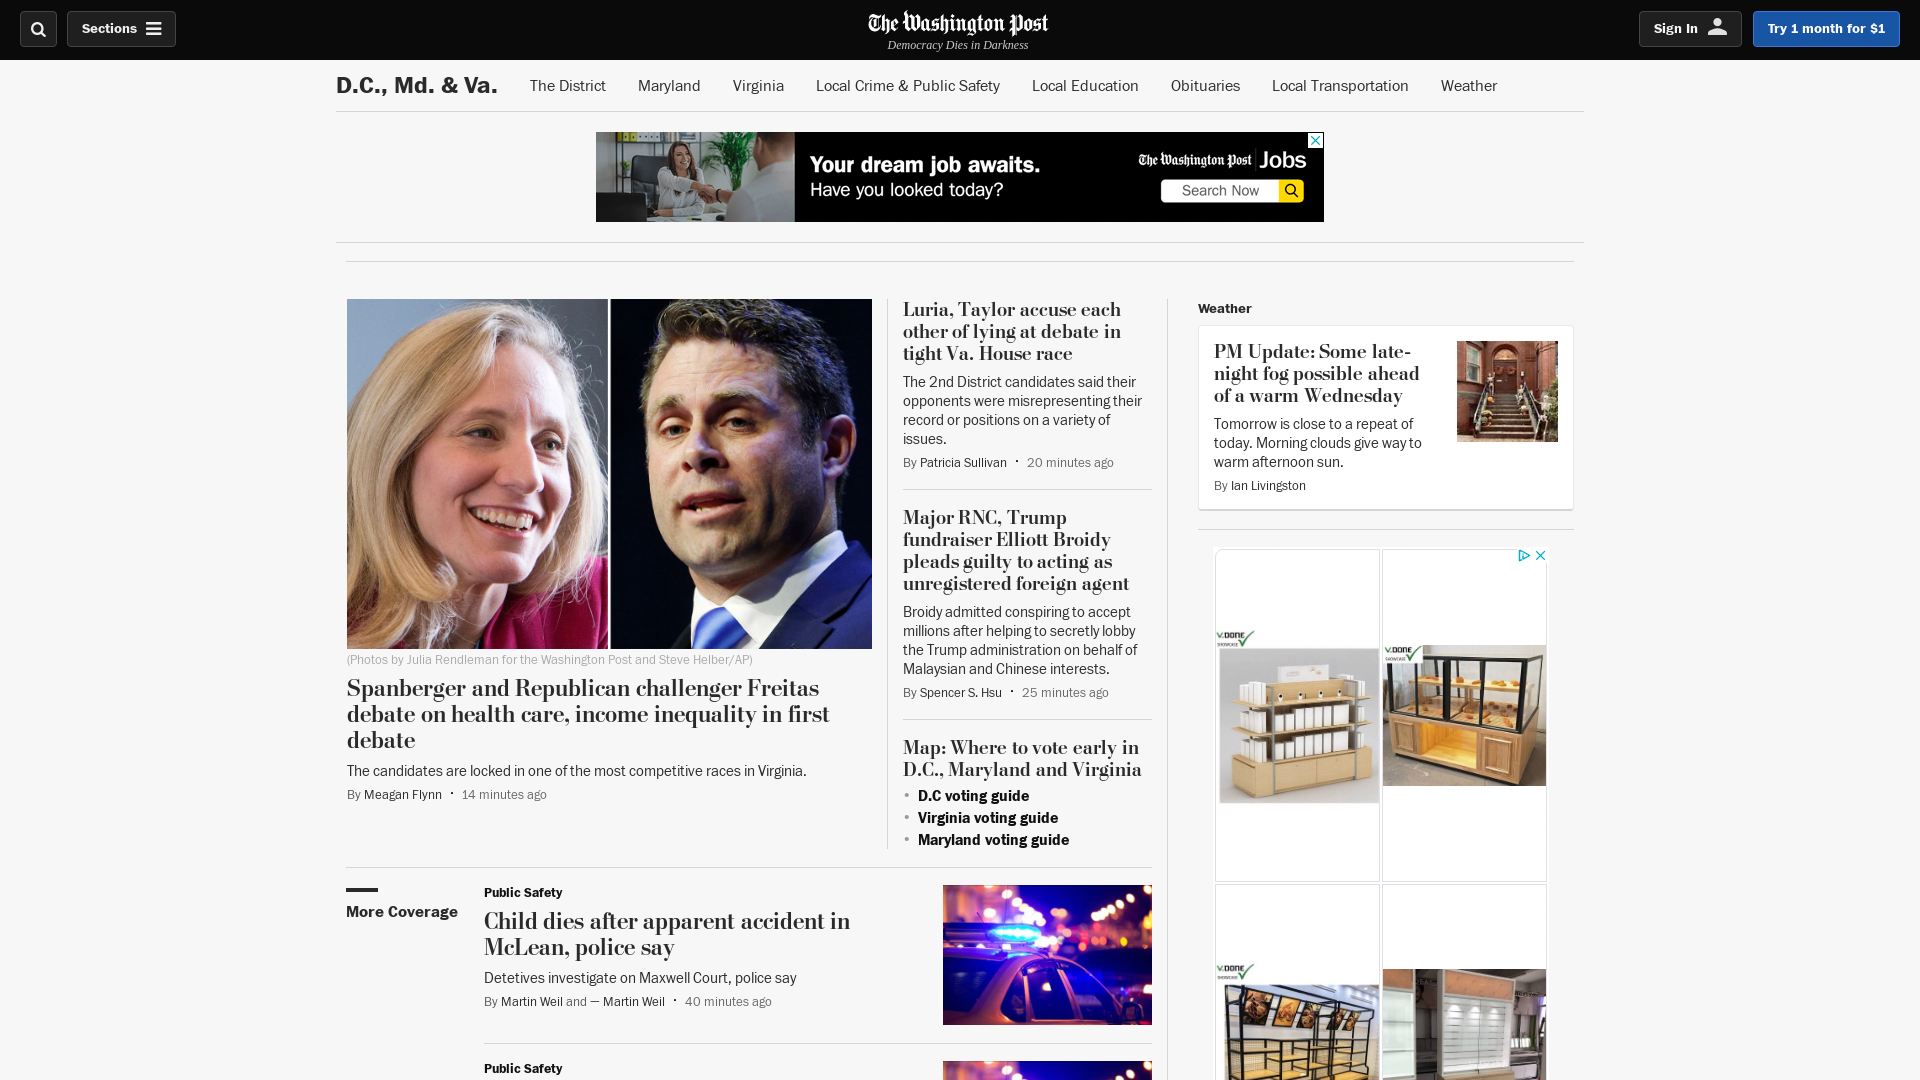 Sections
The Washington Post
Democracy Dies in Darkness
Sign In
Try 1 month for $1
D.C., Md. & Va.
The District
Maryland
Virginia
Local Crime & Public Safety
Local Education
Obituaries
Local Transportation
Weather
Your dream job awaits.
Have you looked today?
The Washington Post Jobs
Search Now
(Photos by Julia Rendleman for the Washington Post and Steve Helber/AP)
Spanberger and Republican challenger Freitas
debate on health care, income inequality in first
debate
The candidates are locked in one of the most competitive races in Virginia.
By Meagan Flynn • 14 minutes ago
Luria, Taylor accuse each
other of lying at debate in
tight Va. House race
The 2nd District candidates said their
opponents were misrepresenting their
record or positions on a variety of
issues.
By Patricia Sullivan • 20 minutes ago
Major RNC, Trump
fundraiser Elliott Broidy
pleads guilty to acting as
unregistered foreign agent
Broidy admitted conspiring to accept
millions after helping to secretly lobby
the Trump administration on behalf of
Malaysian and Chinese interests.
By Spencer S. Hsu • 25 minutes ago
Map: Where to vote early in
D.C., Maryland and Virginia
• D.C voting guide
• Virginia voting guide
• Maryland voting guide
Weather
PM Update: Some late-
night fog possible ahead
of a warm Wednesday
Tomorrow is close to a repeat of
today. Morning clouds give way to
warm afternoon sun.
By Ian Livingston
V.DONE
SHOWCASE
V.DONE
SHOWCASE
V.DONE
SHOWCASE
More Coverage
Public Safety
Child dies after apparent accident in
McLean, police say
Detetives investigate on Maxwell Court, police say
By Martin Weil and — Martin Weil • 40 minutes ago
Public Safety